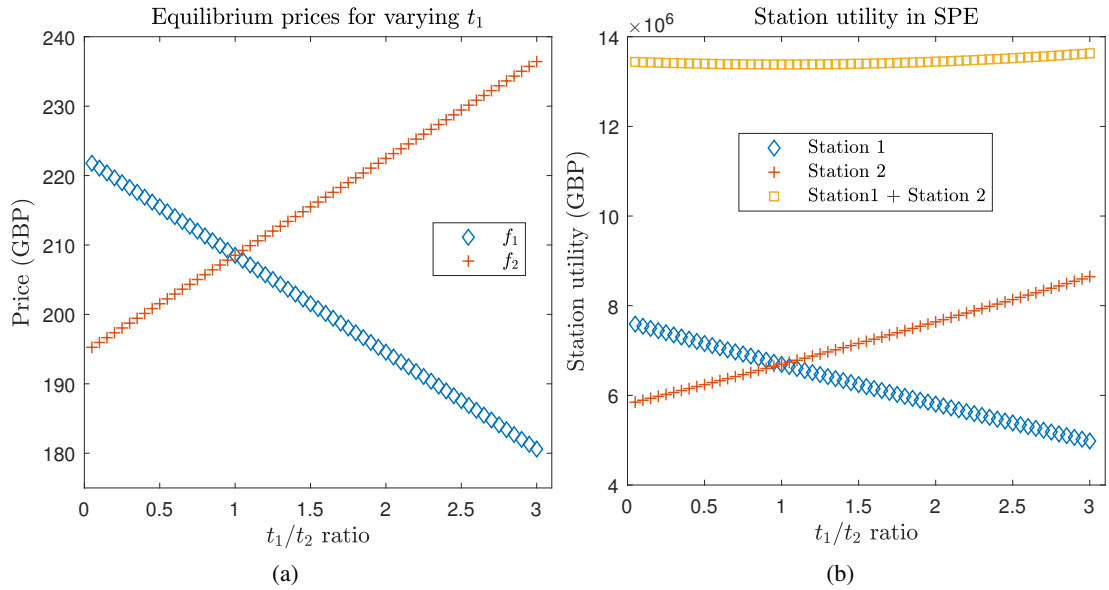 Equilibrium prices for varying t₁
240
230
220
210
200
190
180
Price (GBP)
f₁
f₂
0
0.5
1
1.5
2
2.5
3
t₁/t₂ ratio
(a)
Station utility in SPE
×10⁶
14
12
10
8
6
4
Station utility (GBP)
Station 1
Station 2
Station1 + Station 2
0
0.5
1
1.5
2
2.5
3
t₁/t₂ ratio
(b)